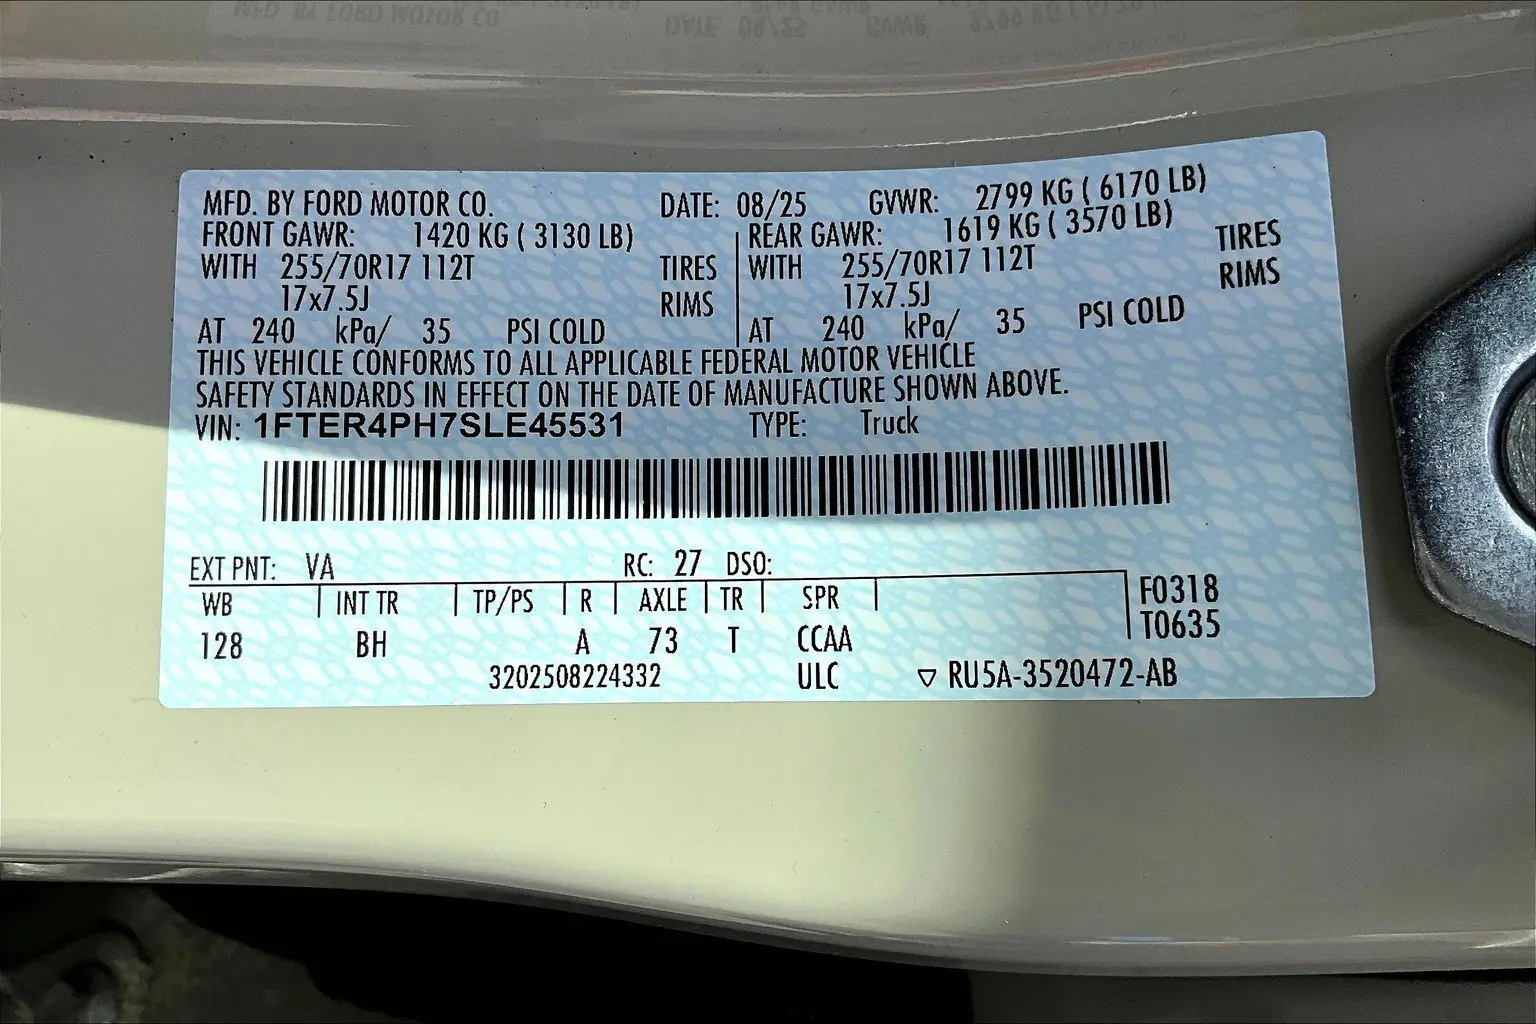 MFD. BY FORD MOTOR CO. DATE: 08/25 GVWR: 2799 KG ( 6170 LB)
FRONT GAWR: 1420 KG ( 3130 LB) REAR GAWR: 1619 KG ( 3570 LB)
WITH 255/70R17 112T TIRES WITH 255/70R17 112T TIRES
17x7.5J RIMS 17x7.5J RIMS
AT 240 kPa/ 35 PSI COLD AT 240 kPa/ 35 PSI COLD
THIS VEHICLE CONFORMS TO ALL APPLICABLE FEDERAL MOTOR VEHICLE
SAFETY STANDARDS IN EFFECT ON THE DATE OF MANUFACTURE SHOWN ABOVE.
VIN: 1FTER4PH7SLE45531 TYPE: Truck
EXT PNT: VA RC: 27 DSO:
WB INT TR TP/PS R AXLE TR SPR F0318
T0635
128 BH A 73 T CCAA
3202508224332 ULC ▽ RU5A-3520472-AB